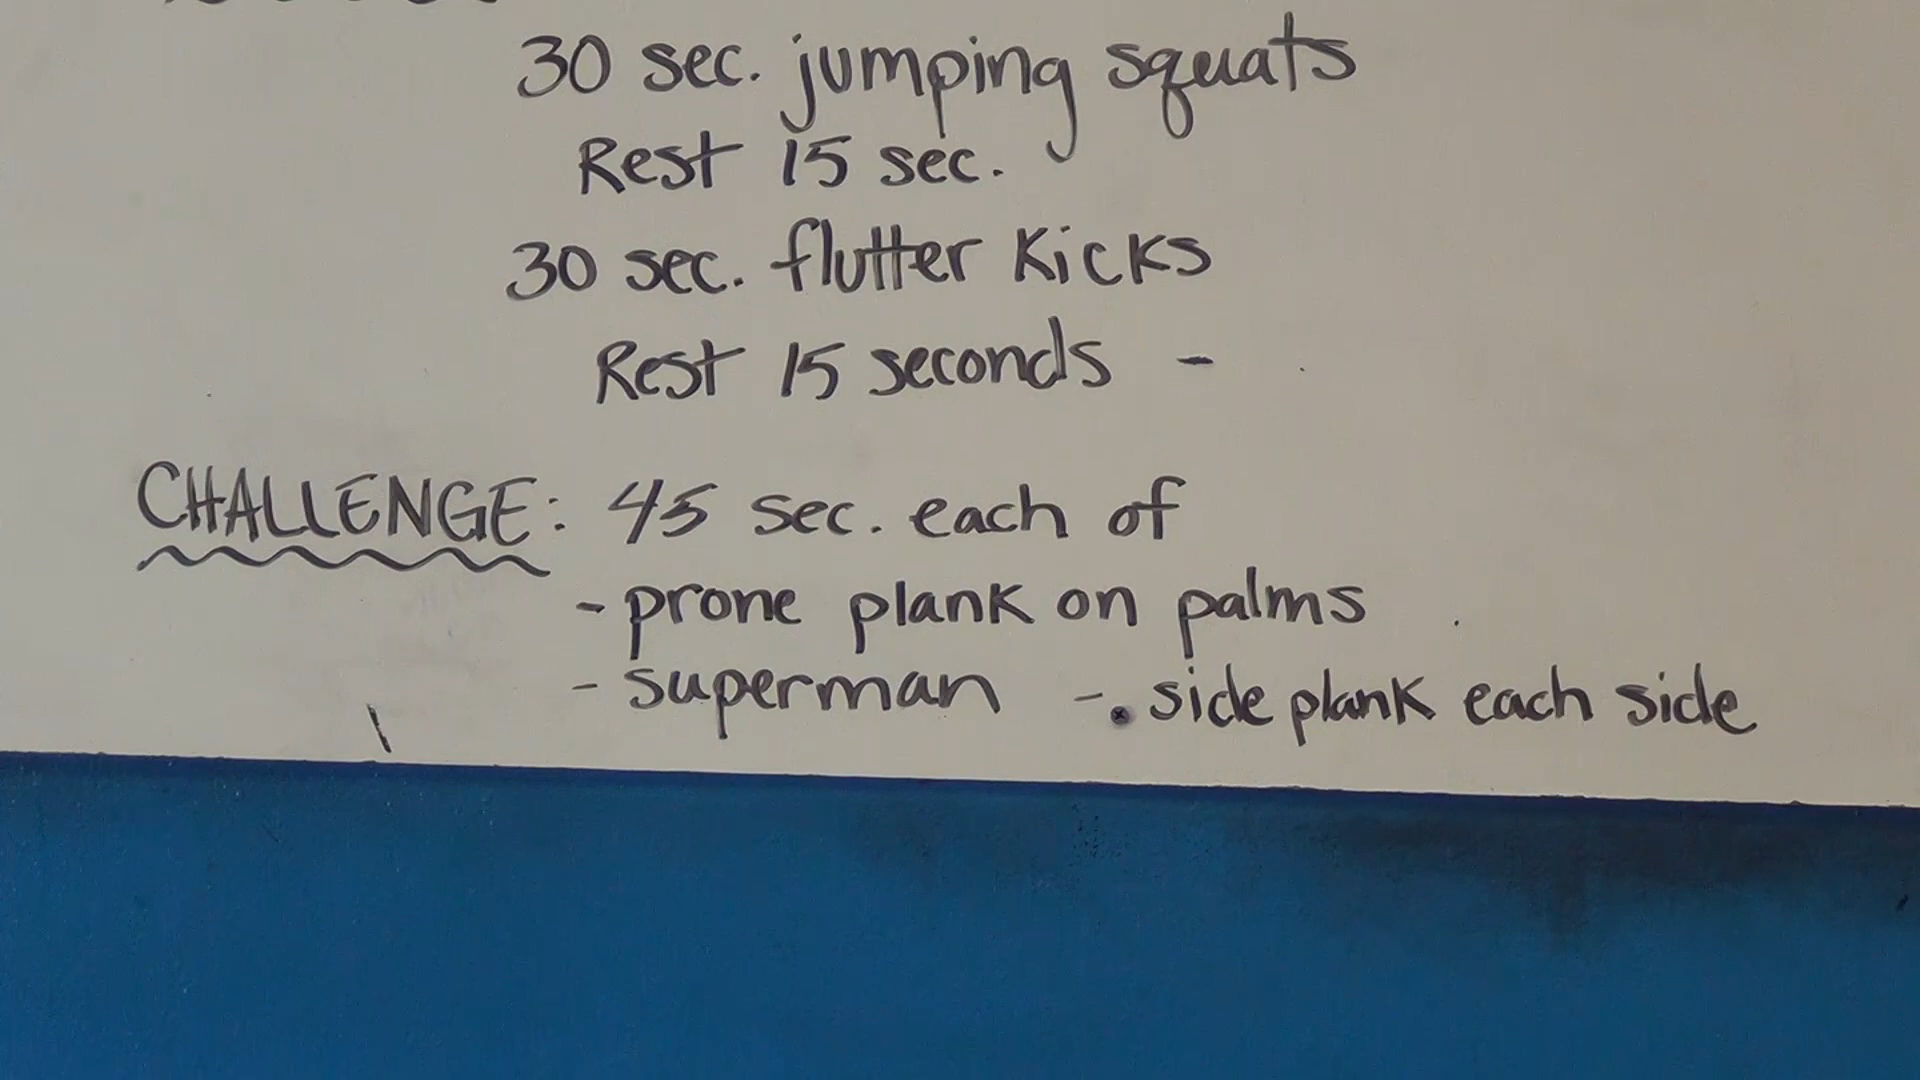 30 sec. jumping squats
Rest 15 sec.
30 sec. flutter kicks
Rest 15 seconds -
CHALLENGE: 45 sec. each of
- prone plank on palms
- superman - side plank each side